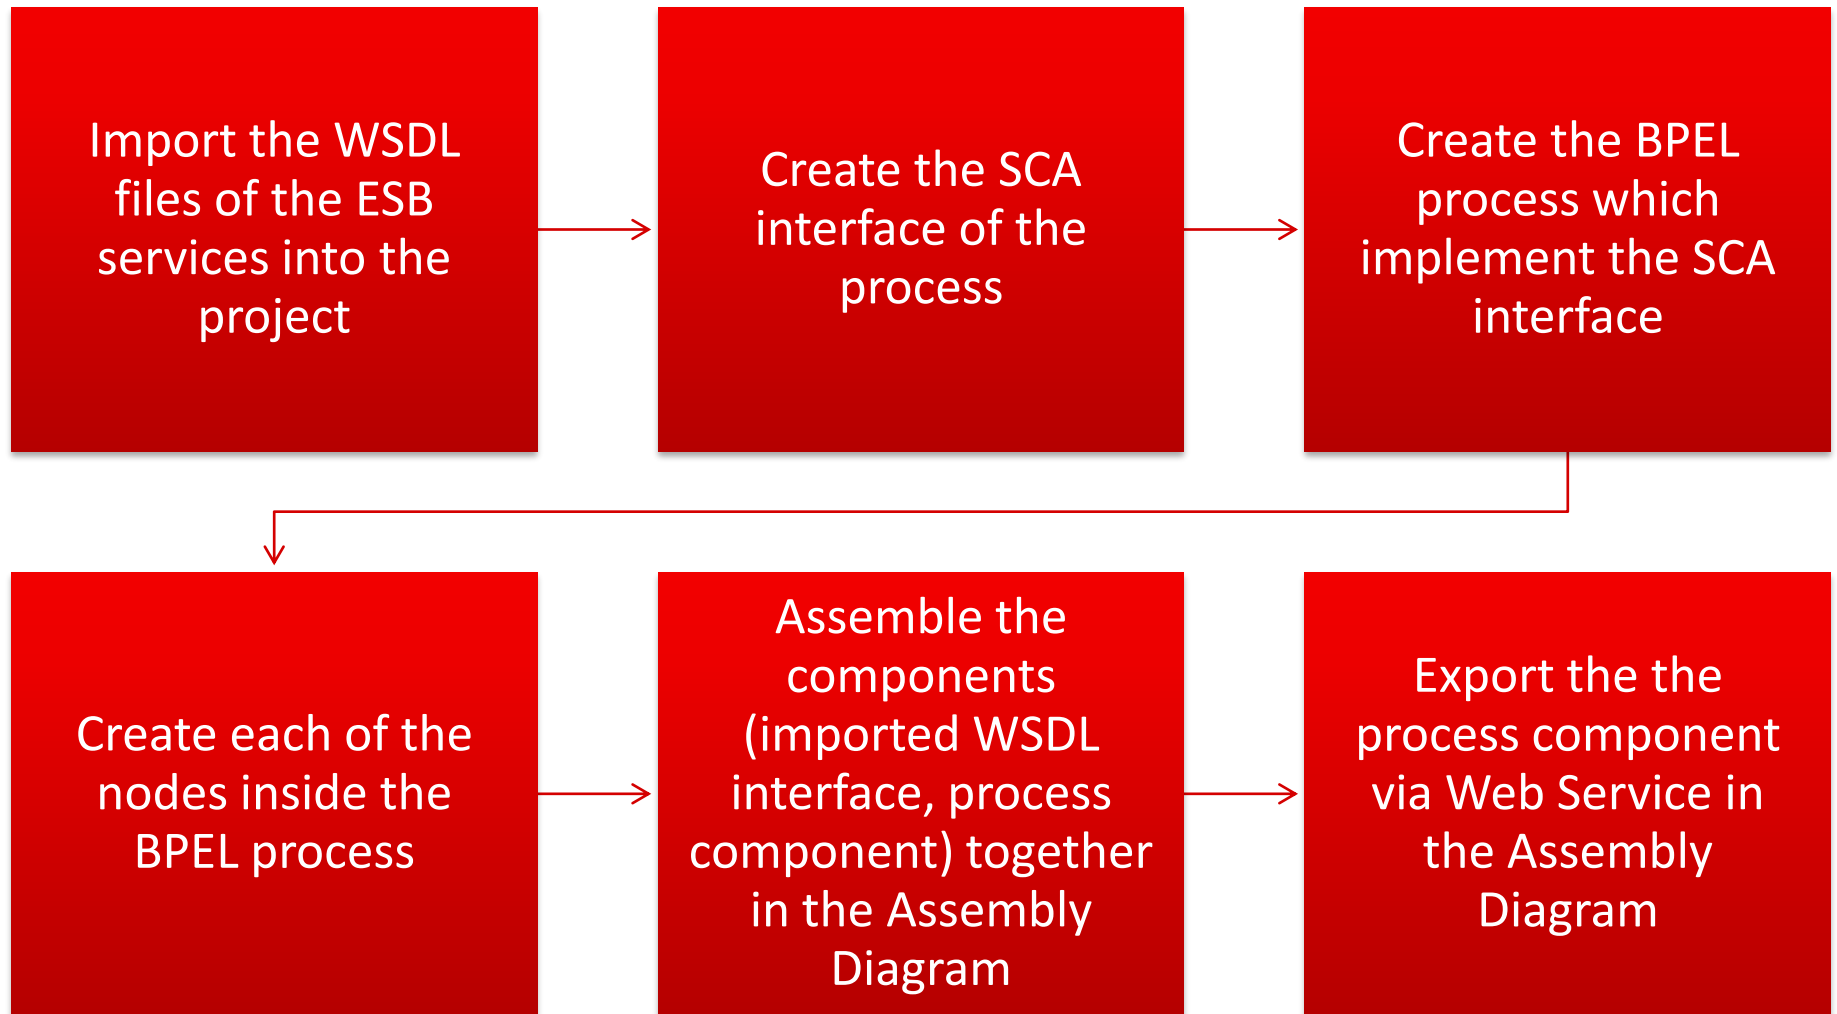 Import the WSDL
files of the ESB
services into the
project
Create the SCA
interface of the
process
Create the BPEL
process which
implement the SCA
interface
Create each of the
nodes inside the
BPEL process
Assemble the
components
(imported WSDL
interface, process
component) together
in the Assembly
Diagram
Export the the
process component
via Web Service in
the Assembly
Diagram